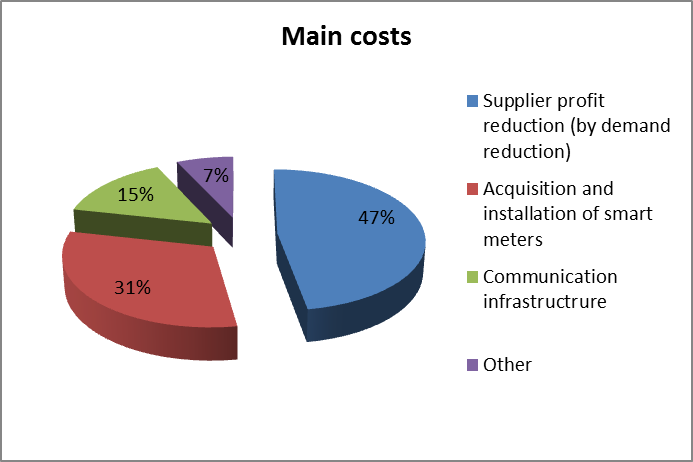 Main costs
7%
15%
47%
31%
Supplier profit
reduction (by demand
reduction)
Acquisition and
installation of smart
meters
Communication
infrastructrure
Other